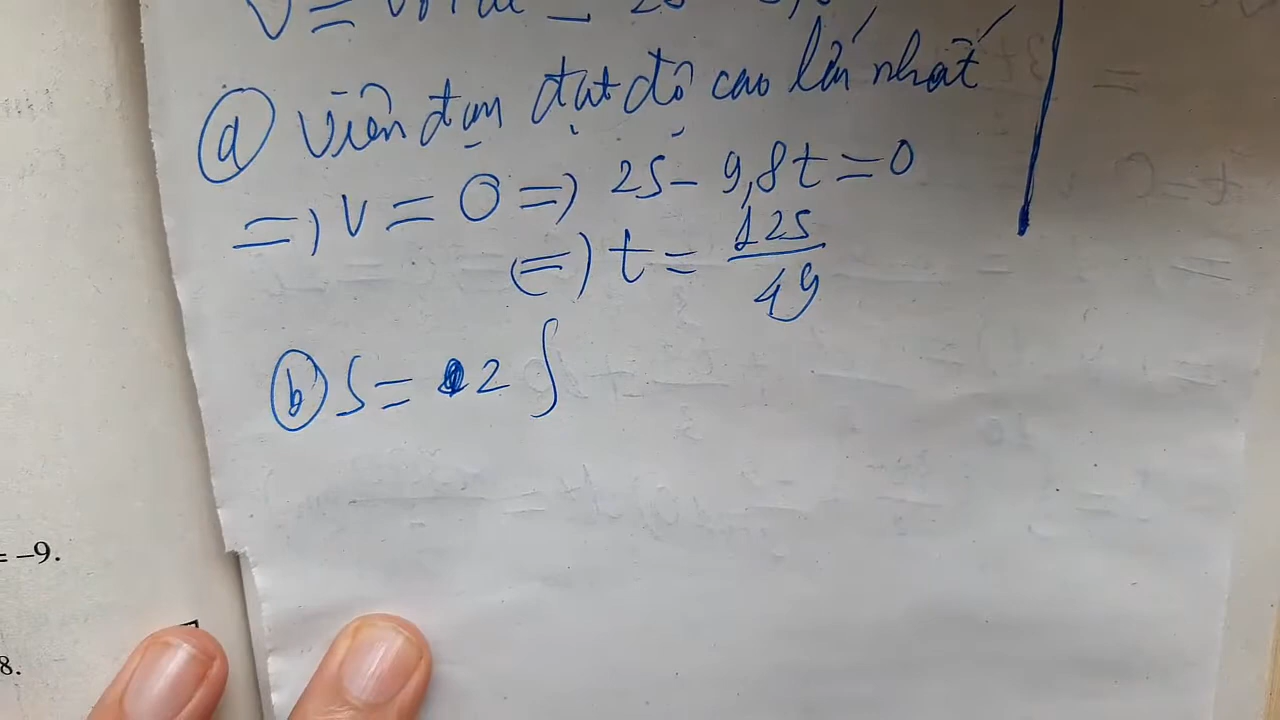 ⓐ Viên đạn đạt độ cao lớn nhất
=> v = 0 => 25 - 9,8t = 0
<=> t = 125/49
ⓑ S = 2 ∫
= -9.
8.